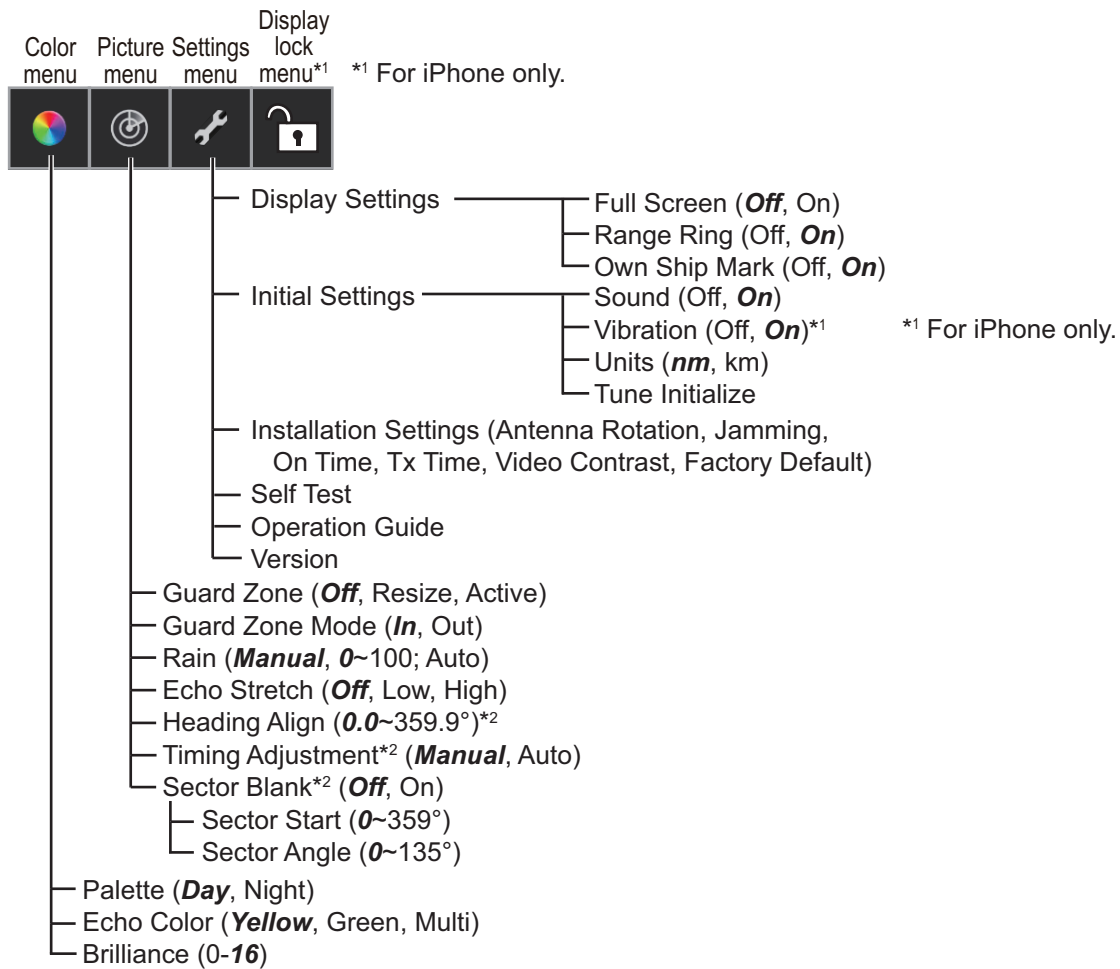 Color menu
Picture menu
Settings menu
Display lock menu*1
*1 For iPhone only.
Display Settings
Full Screen (Off, On)
Range Ring (Off, On)
Own Ship Mark (Off, On)
Initial Settings
Sound (Off, On)
Vibration (Off, On)*1
*1 For iPhone only.
Units (nm, km)
Tune Initialize
Installation Settings (Antenna Rotation, Jamming,
On Time, Tx Time, Video Contrast, Factory Default)
Self Test
Operation Guide
Version
Guard Zone (Off, Resize, Active)
Guard Zone Mode (In, Out)
Rain (Manual, 0~100; Auto)
Echo Stretch (Off, Low, High)
Heading Align (0.0~359.9°)*2
Timing Adjustment*2 (Manual, Auto)
Sector Blank*2 (Off, On)
Sector Start (0~359°)
Sector Angle (0~135°)
Palette (Day, Night)
Echo Color (Yellow, Green, Multi)
Brilliance (0-16)